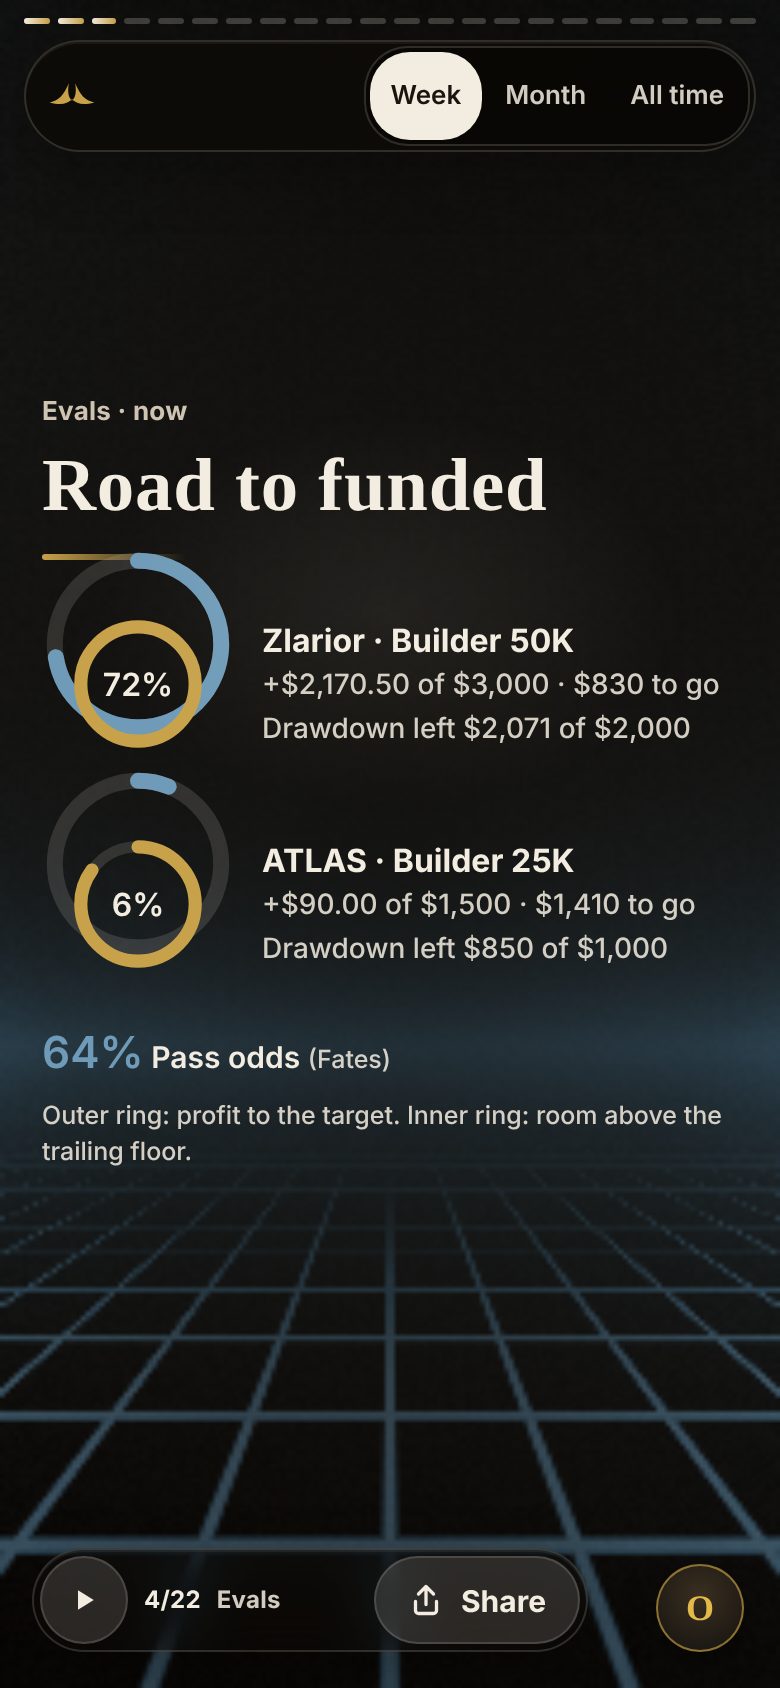 Week Month All time
Evals · now
Road to funded
72%
Zlarior · Builder 50K
+$2,170.50 of $3,000 · $830 to go
Drawdown left $2,071 of $2,000
6%
ATLAS · Builder 25K
+$90.00 of $1,500 · $1,410 to go
Drawdown left $850 of $1,000
64% Pass odds (Fates)
Outer ring: profit to the target. Inner ring: room above the
trailing floor.
4/22 Evals Share O